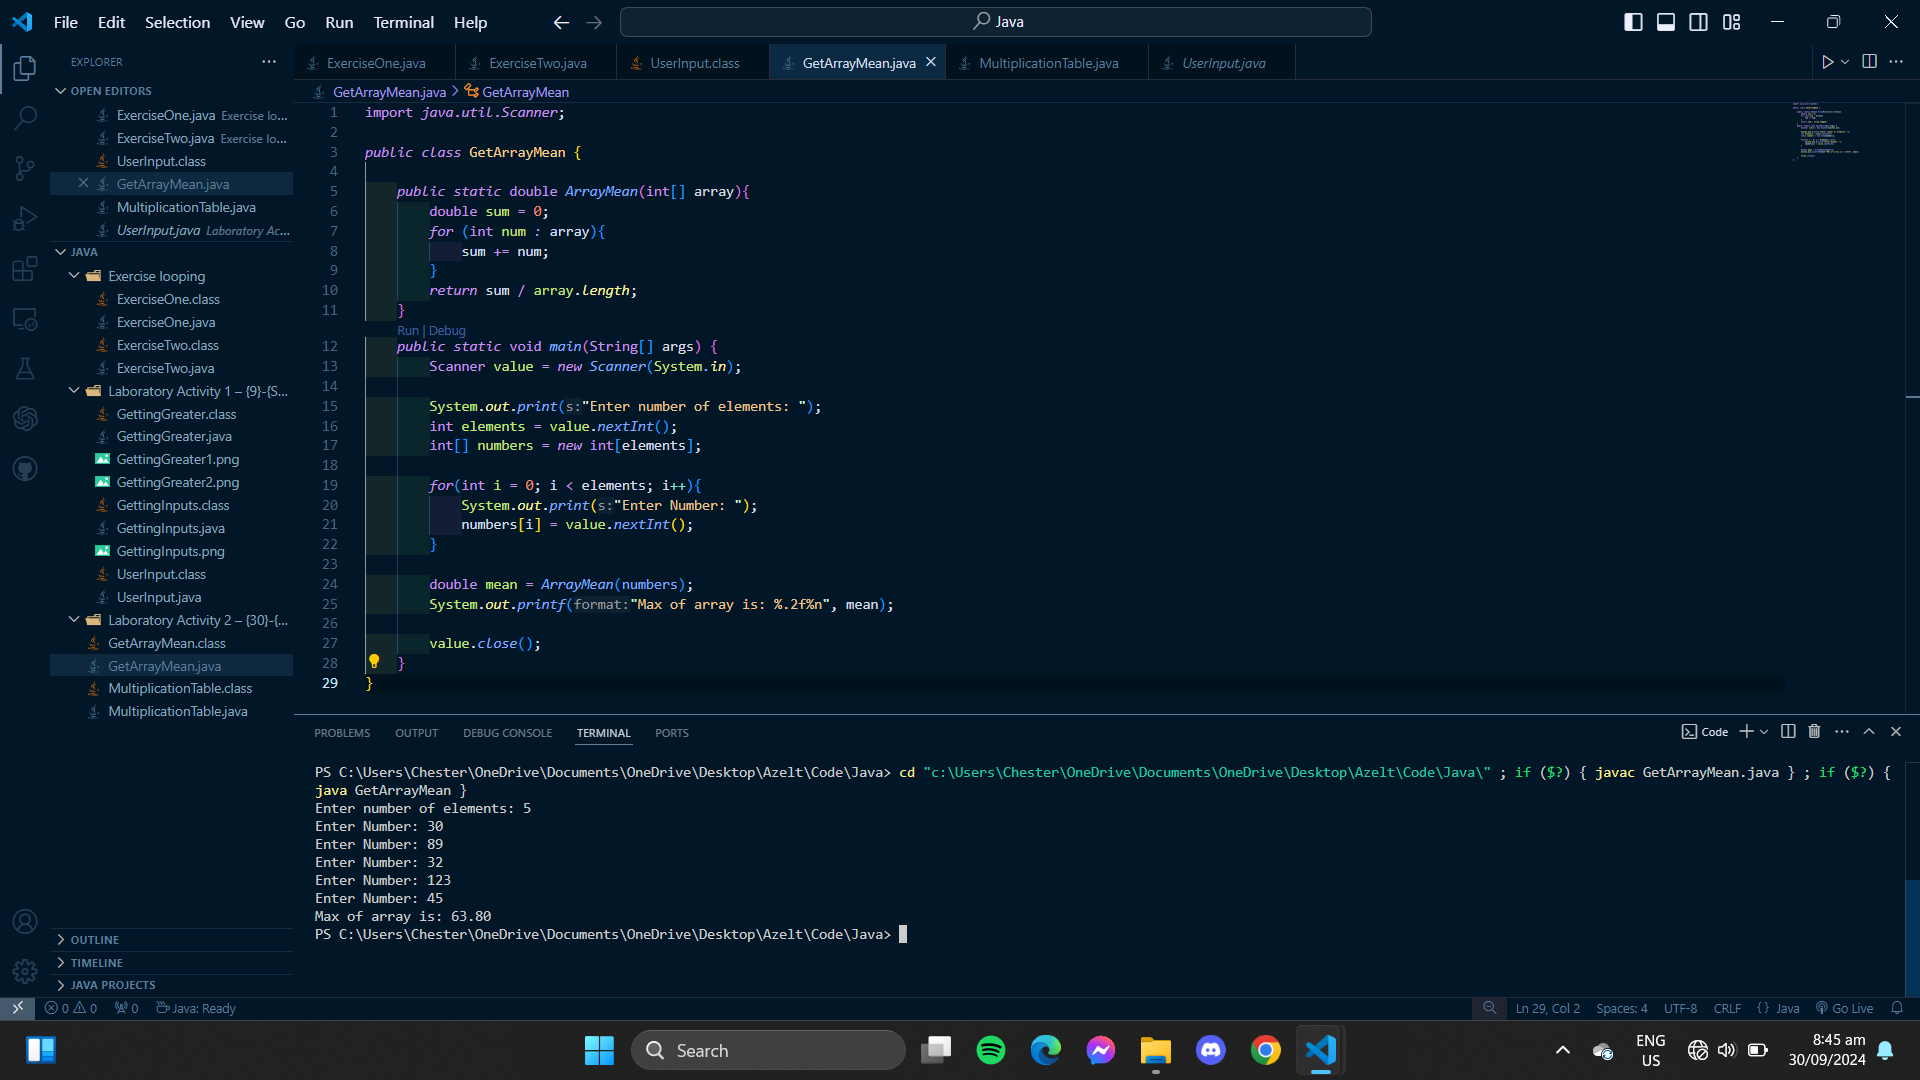 File Edit Selection View Go Run Terminal Help
Java
EXPLORER
OPEN EDITORS
ExerciseOne.java Exercise lo...
ExerciseTwo.java Exercise lo...
UserInput.class
GetArrayMean.java
MultiplicationTable.java
UserInput.java Laboratory Ac...
JAVA
Exercise looping
ExerciseOne.class
ExerciseOne.java
ExerciseTwo.class
ExerciseTwo.java
Laboratory Activity 1 – {9}-{S...
GettingGreater.class
GettingGreater.java
GettingGreater1.png
GettingGreater2.png
GettingInputs.class
GettingInputs.java
GettingInputs.png
UserInput.class
UserInput.java
Laboratory Activity 2 – {30}-{...
GetArrayMean.class
GetArrayMean.java
MultiplicationTable.class
MultiplicationTable.java
OUTLINE
TIMELINE
JAVA PROJECTS
ExerciseOne.java ExerciseTwo.java UserInput.class GetArrayMean.java MultiplicationTable.java UserInput.java
GetArrayMean.java > GetArrayMean
1 import java.util.Scanner;
2
3 public class GetArrayMean {
4
5 public static double ArrayMean(int[] array){
6 double sum = 0;
7 for (int num : array){
8 sum += num;
9 }
10 return sum / array.length;
11 }
Run | Debug
12 public static void main(String[] args) {
13 Scanner value = new Scanner(System.in);
14
15 System.out.print(s:"Enter number of elements: ");
16 int elements = value.nextInt();
17 int[] numbers = new int[elements];
18
19 for(int i = 0; i < elements; i++){
20 System.out.print(s:"Enter Number: ");
21 numbers[i] = value.nextInt();
22 }
23
24 double mean = ArrayMean(numbers);
25 System.out.printf(format:"Max of array is: %.2f%n", mean);
26
27 value.close();
28 }
29 }
PROBLEMS OUTPUT DEBUG CONSOLE TERMINAL PORTS
Code
PS C:\Users\Chester\OneDrive\Documents\OneDrive\Desktop\Azelt\Code\Java> cd "c:\Users\Chester\OneDrive\Documents\OneDrive\Desktop\Azelt\Code\Java\" ; if ($?) { javac GetArrayMean.java } ; if ($?) {
java GetArrayMean }
Enter number of elements: 5
Enter Number: 30
Enter Number: 89
Enter Number: 32
Enter Number: 123
Enter Number: 45
Max of array is: 63.80
PS C:\Users\Chester\OneDrive\Documents\OneDrive\Desktop\Azelt\Code\Java>
0 0 0 Java: Ready
Ln 29, Col 2 Spaces: 4 UTF-8 CRLF {} Java Go Live
Search
ENG
US
8:45 am
30/09/2024